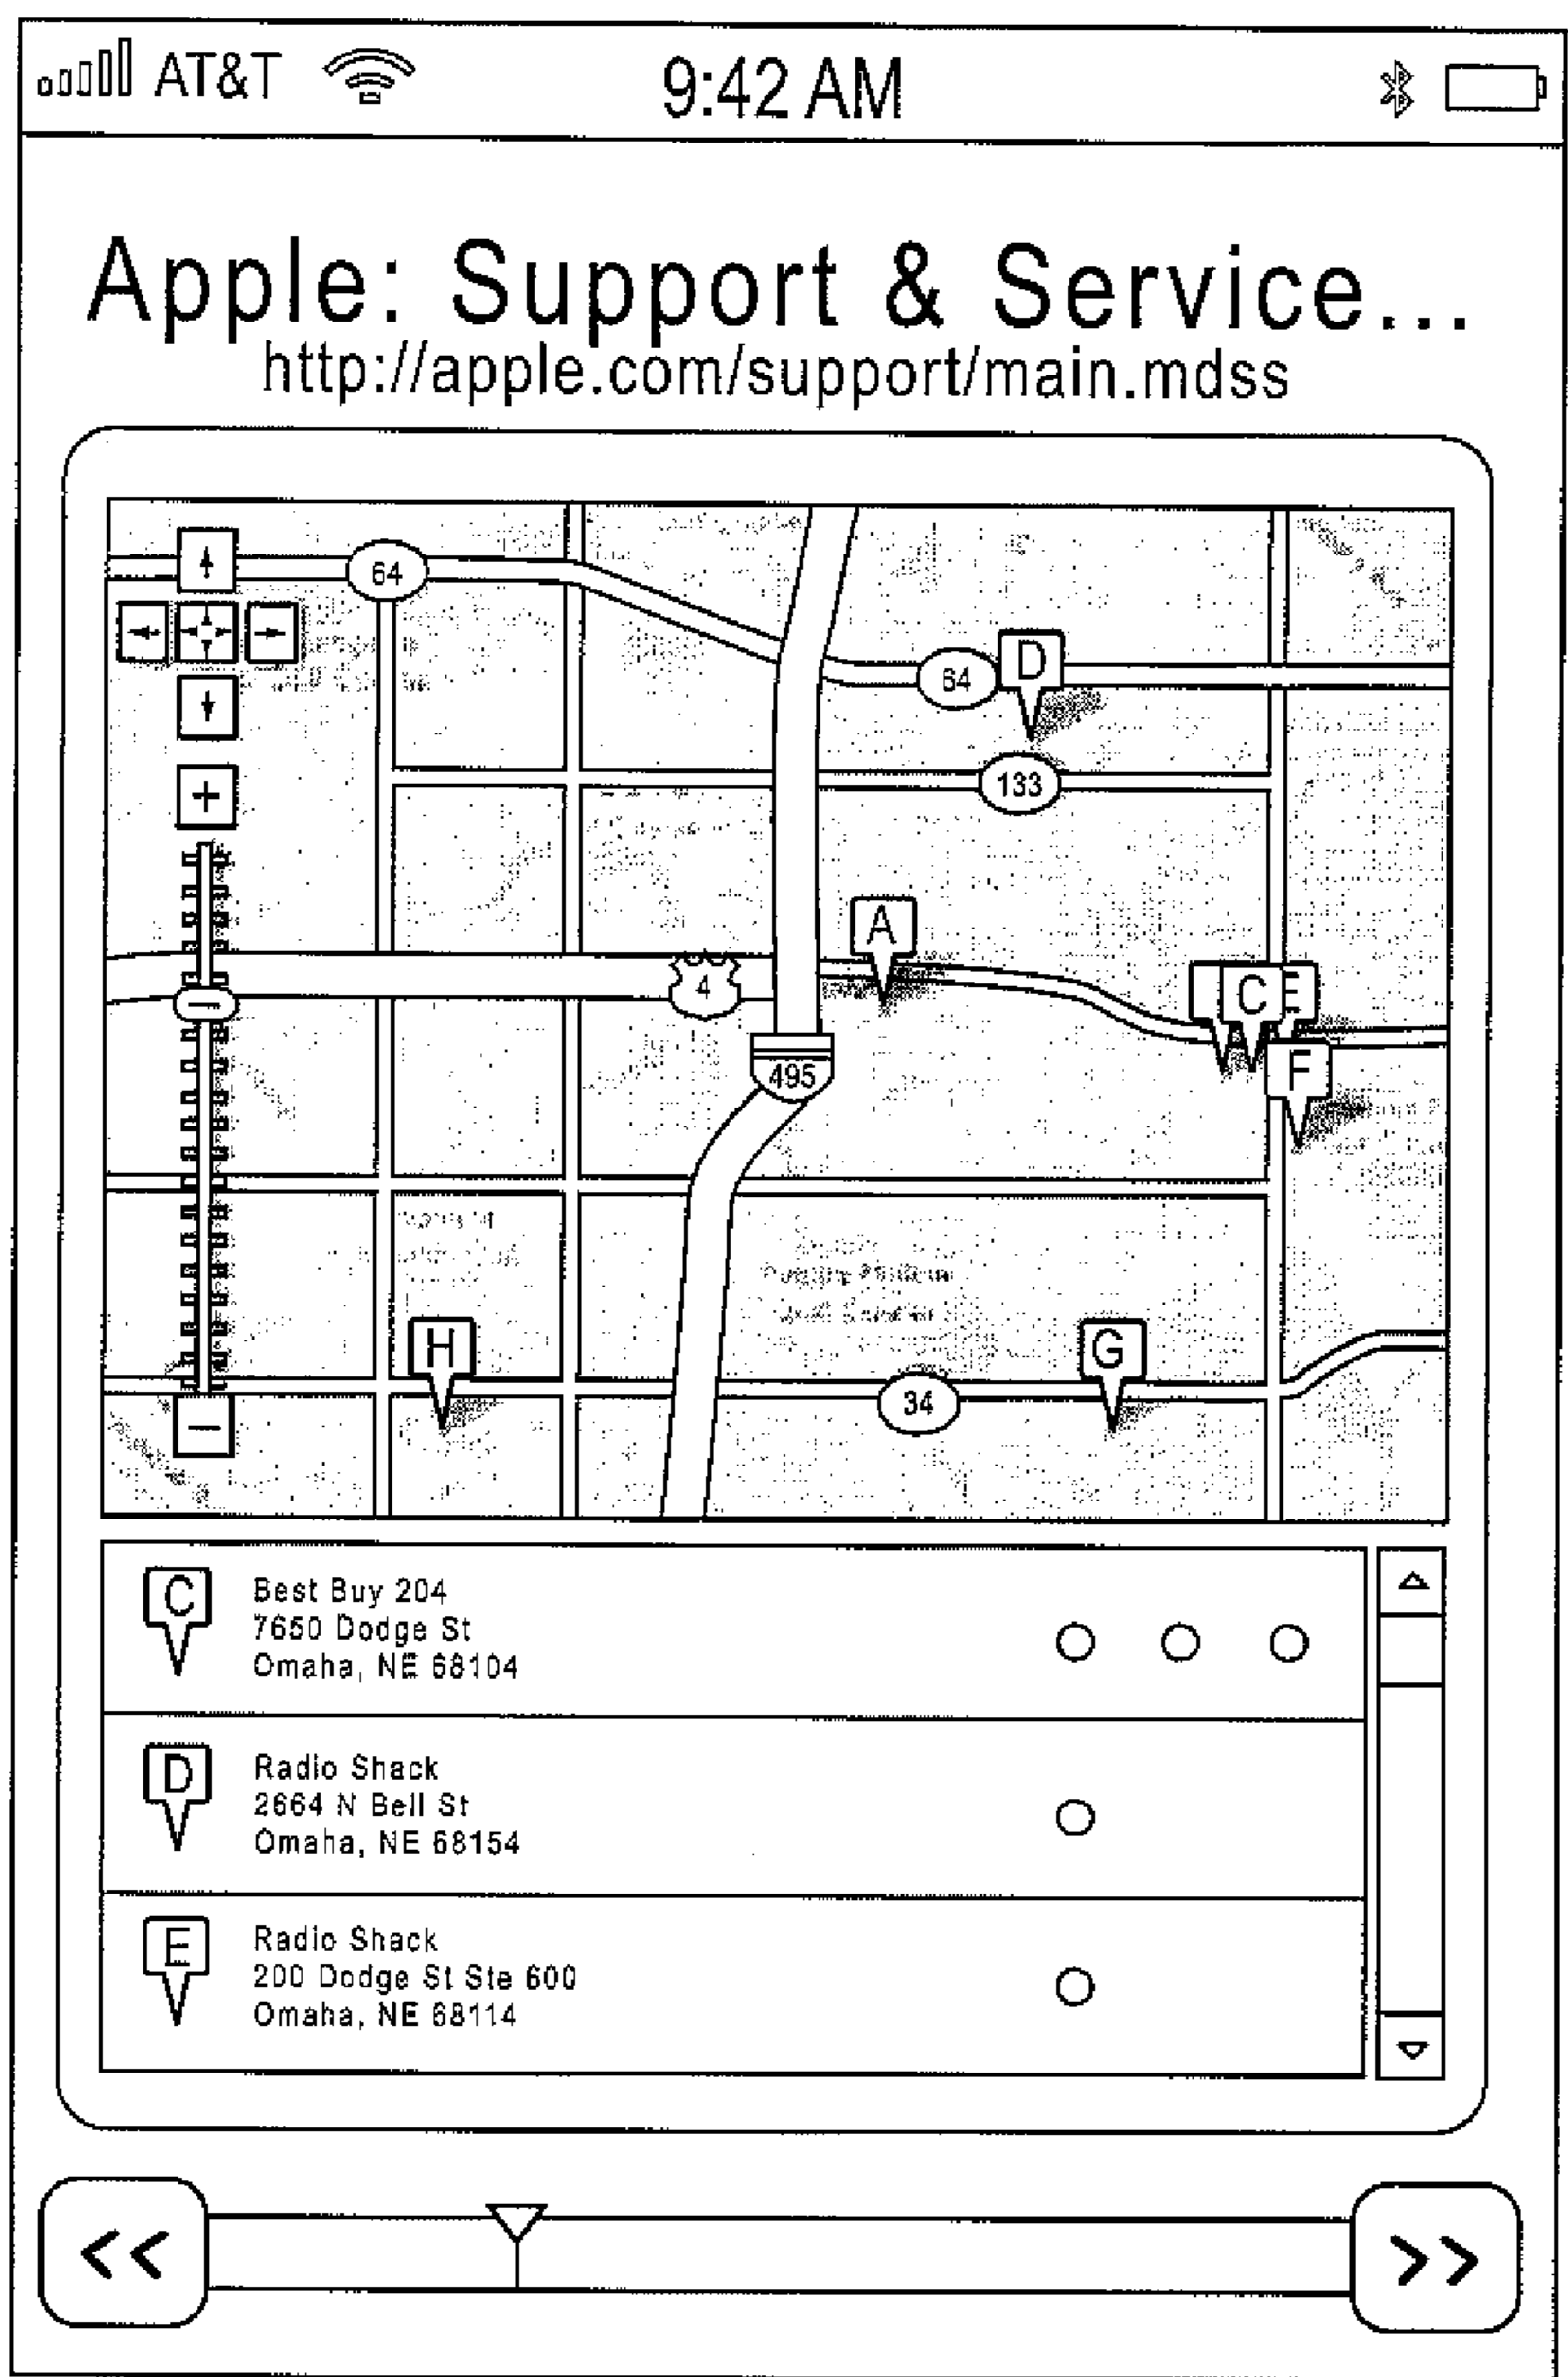 AT&T 9:42 AM
Apple: Support & Service...
http://apple.com/support/main.mdss
64
64
D
133
A
4
C E
495
F
H
G
34
C
Best Buy 204
7650 Dodge St
Omaha, NE 68104
D
Radio Shack
2664 N Bell St
Omaha, NE 68154
E
Radio Shack
200 Dodge St Ste 600
Omaha, NE 68114
<< >>